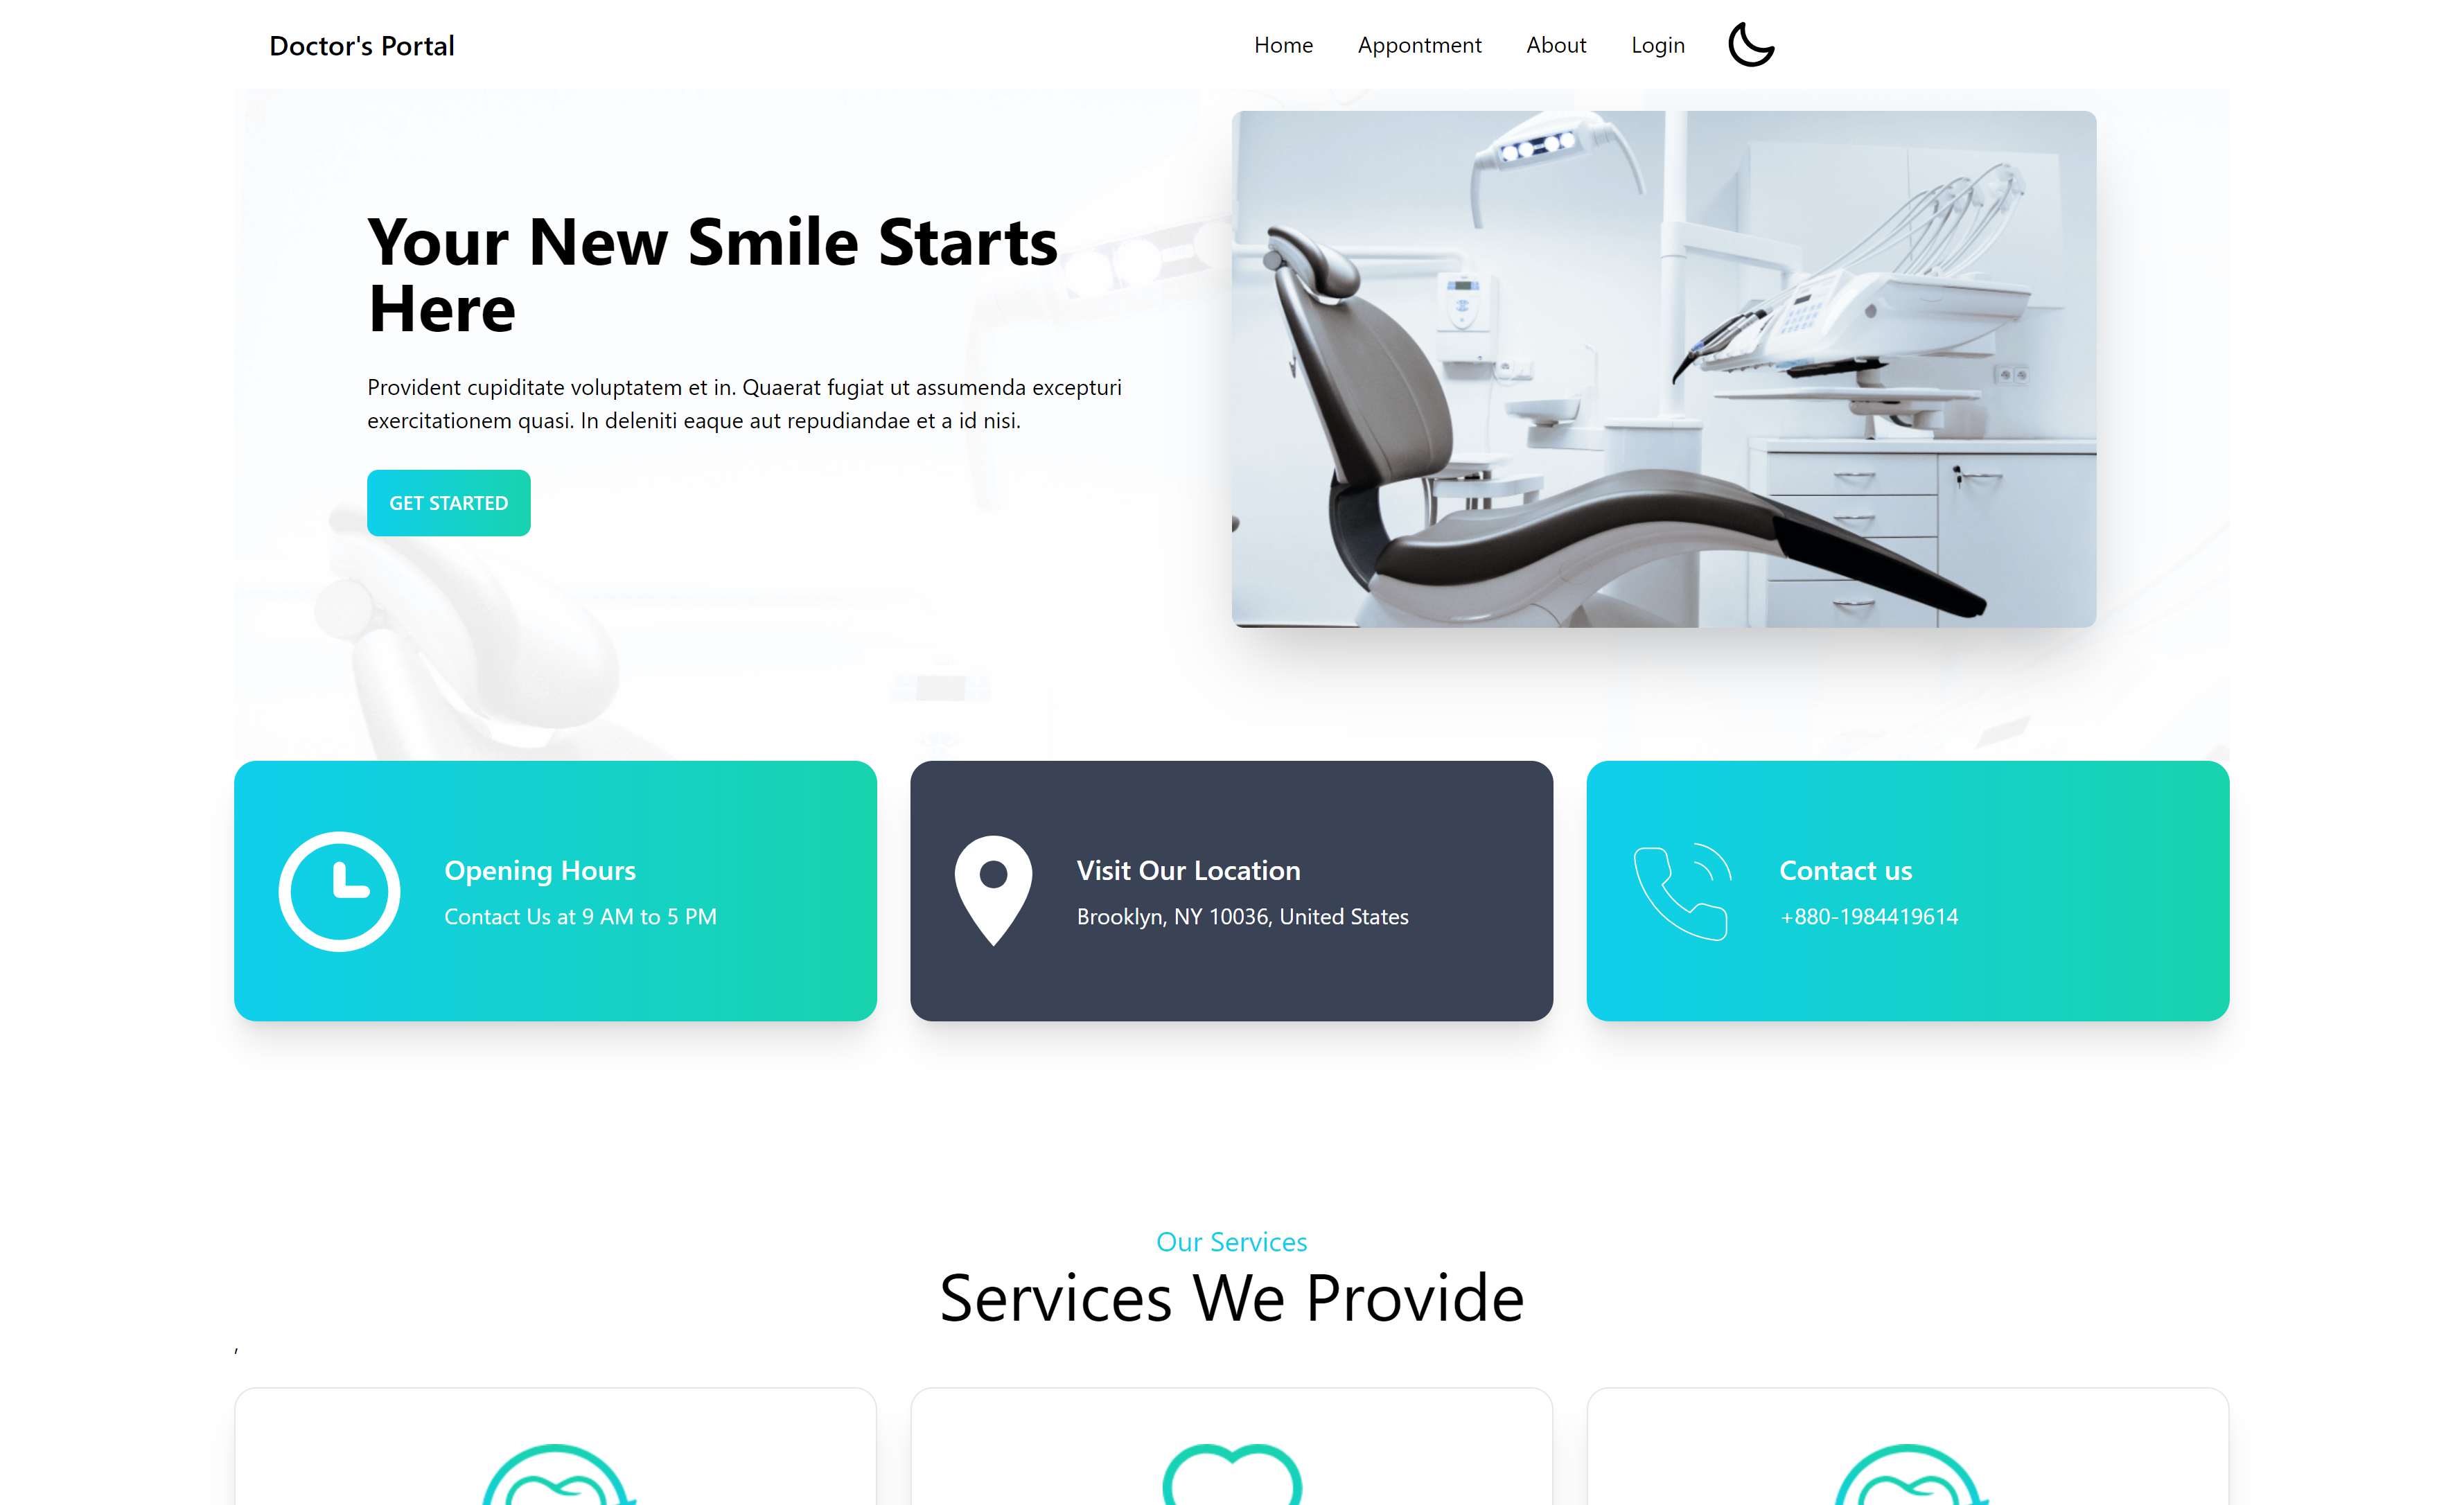 Doctor's Portal
Home Appontment About Login
Your New Smile Starts
Here
Provident cupiditate voluptatem et in. Quaerat fugiat ut assumenda excepturi
exercitationem quasi. In deleniti eaque aut repudiandae et a id nisi.
GET STARTED
Opening Hours
Contact Us at 9 AM to 5 PM
Visit Our Location
Brooklyn, NY 10036, United States
Contact us
+880-1984419614
Our Services
Services We Provide
,